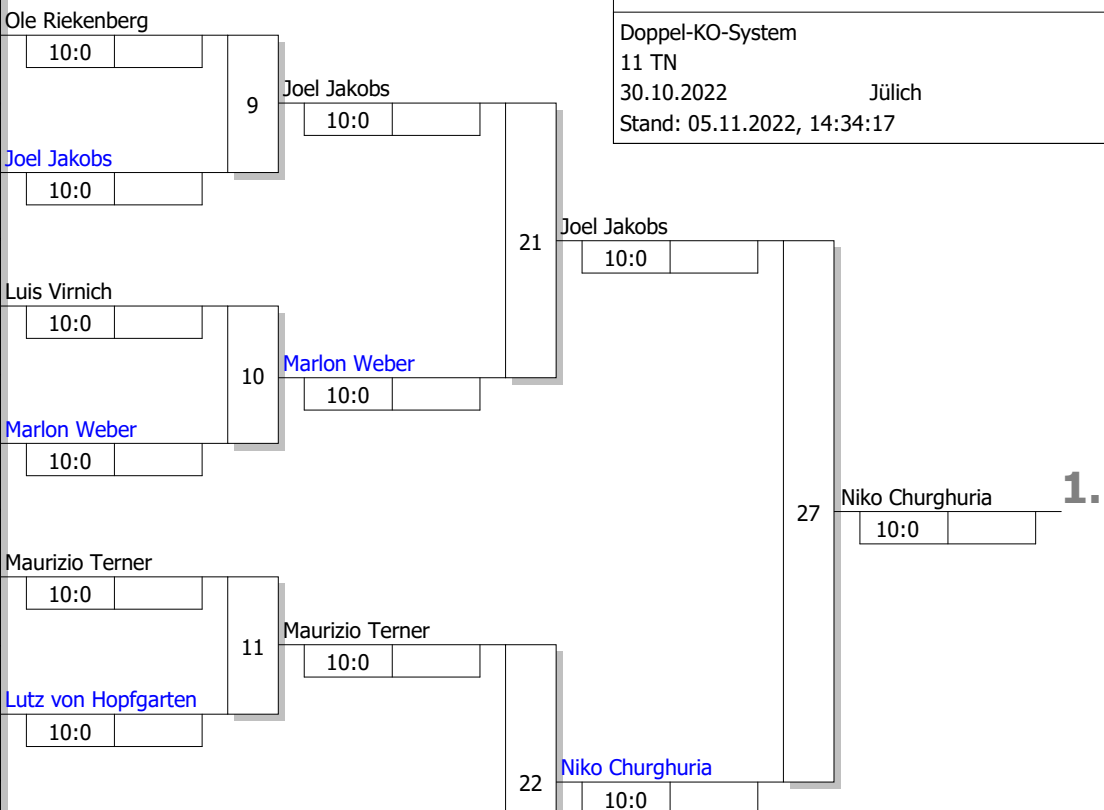 Doppel-KO-System
11 TN
30.10.2022 Jülich
Stand: 05.11.2022, 14:34:17
Ole Riekenberg
10:0
9
Joel Jakobs
10:0
Joel Jakobs
10:0
21
Joel Jakobs
10:0
Luis Virnich
10:0
10
Marlon Weber
10:0
Marlon Weber
10:0
27
Niko Churghuria 1.
10:0
Maurizio Terner
10:0
11
Maurizio Terner
10:0
Lutz von Hopfgarten
10:0
22
Niko Churghuria
10:0